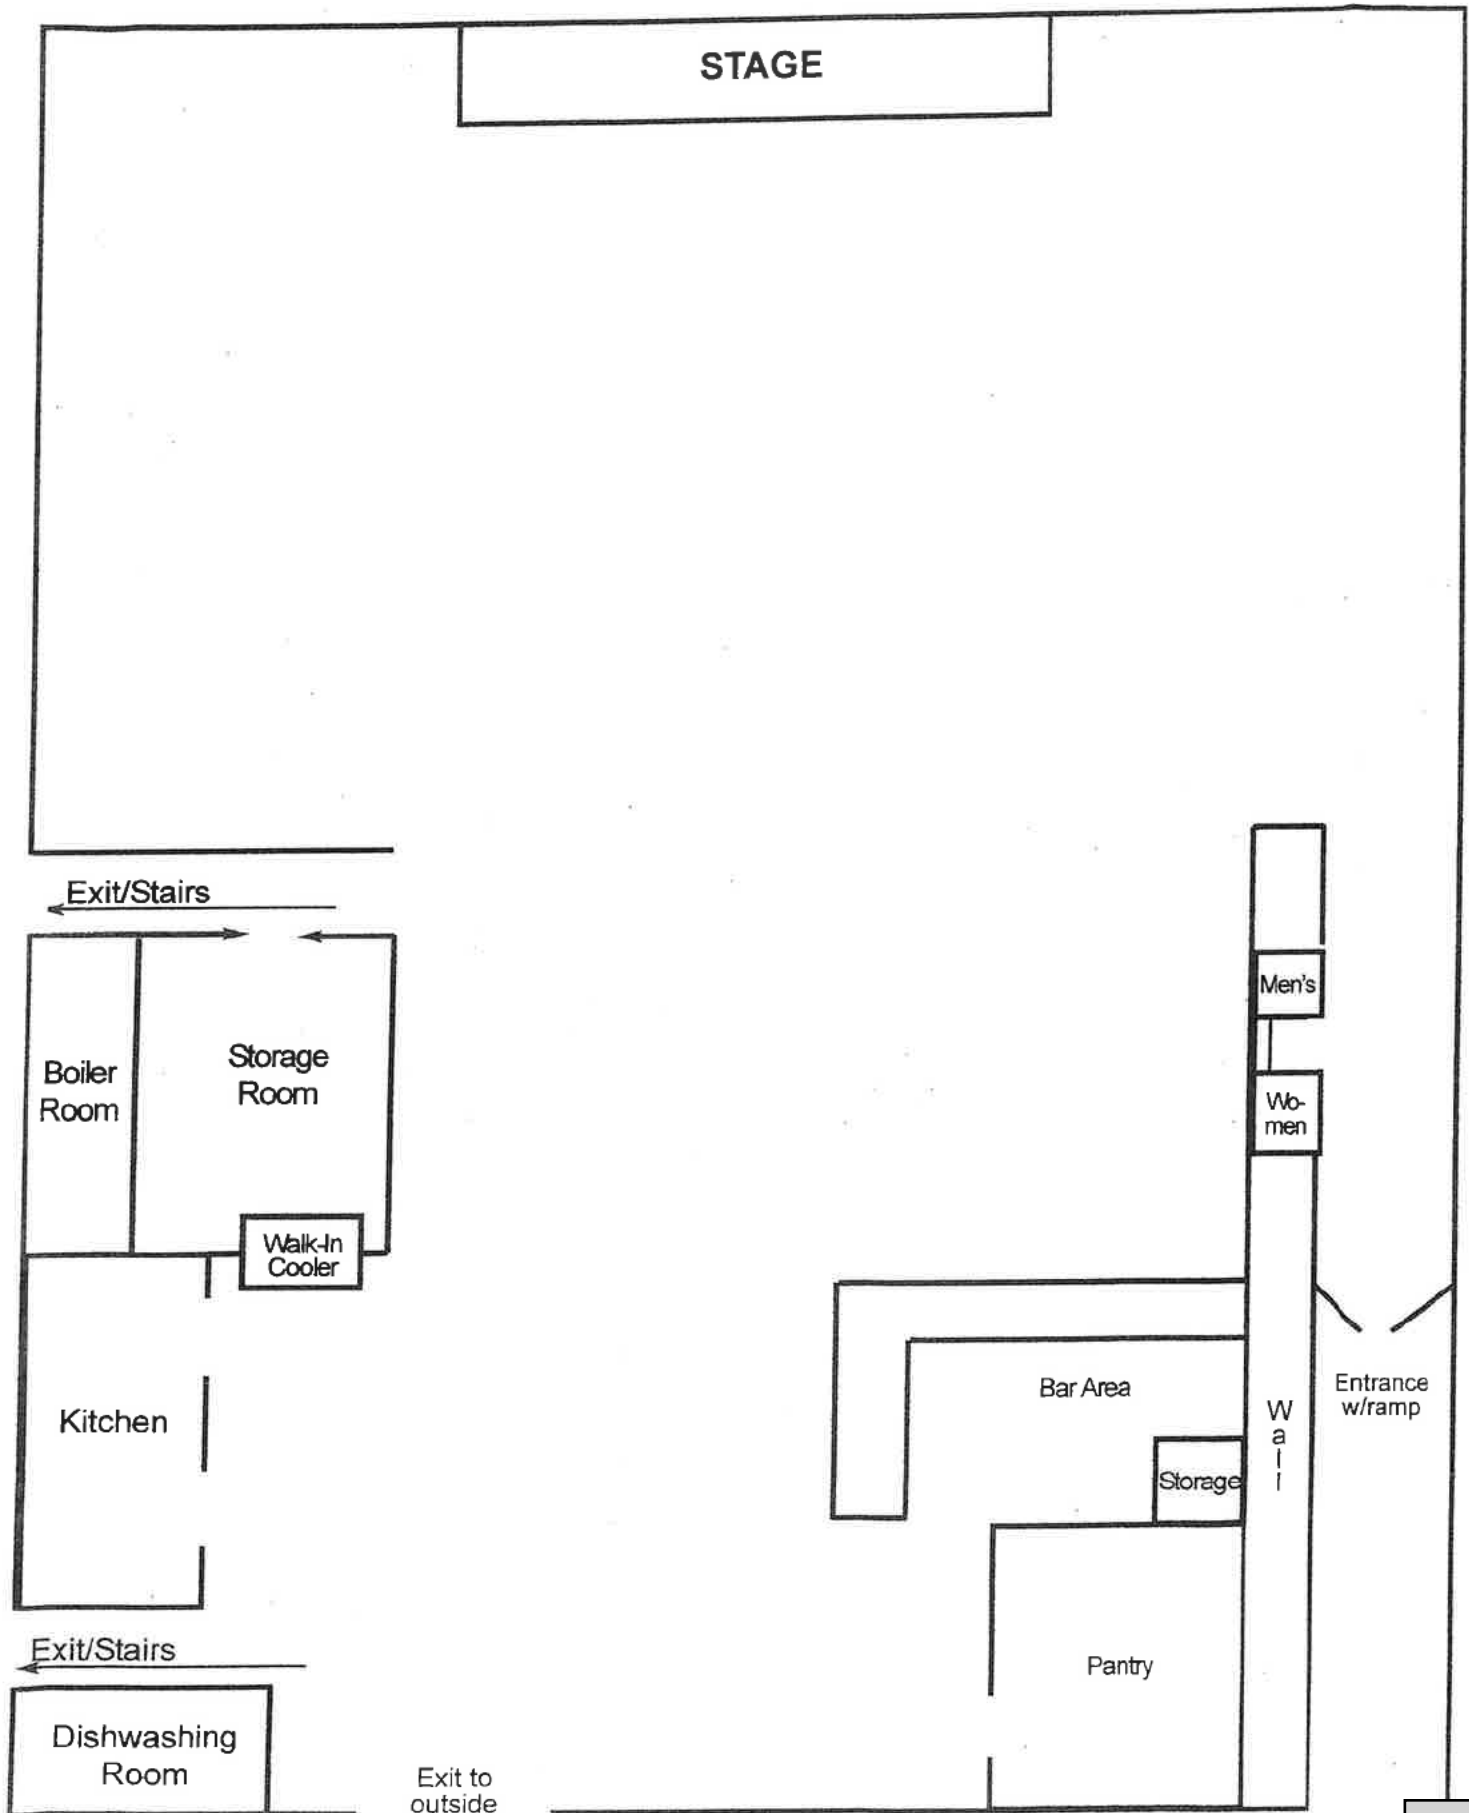 STAGE
Exit/Stairs
Men's
Boiler
Room
Storage
Room
Wo-
men
Walk-In
Cooler
Bar Area
Entrance
w/ramp
Kitchen
W
a
l
l
Storage
Exit/Stairs
Pantry
Dishwashing
Room
Exit to
outside